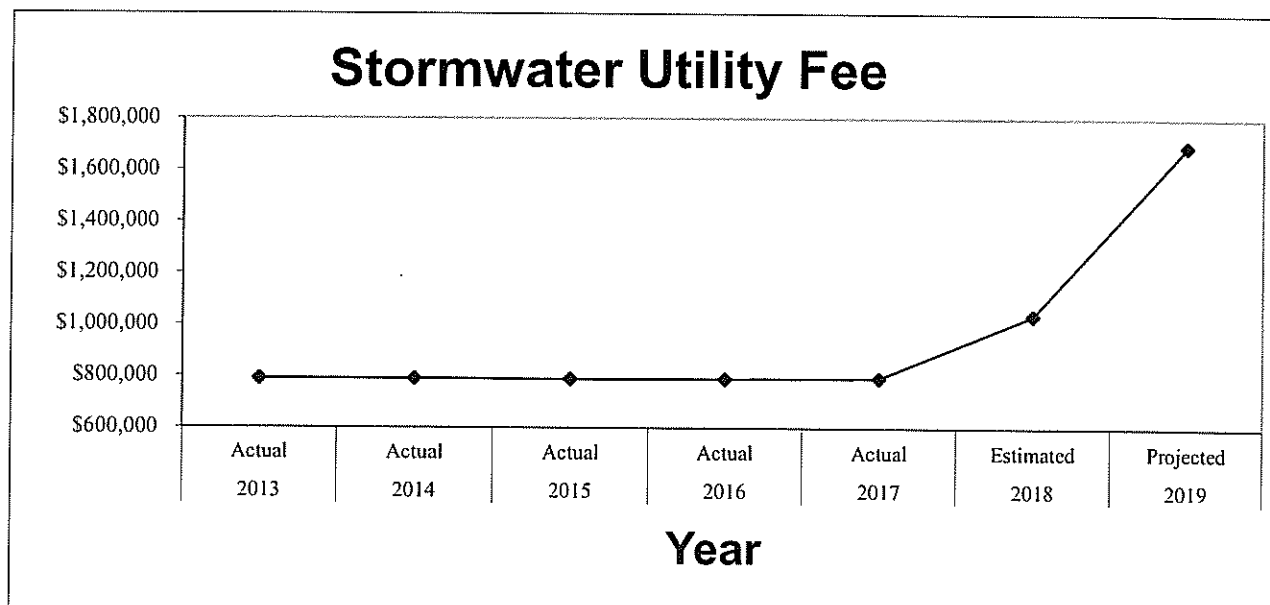 Stormwater Utility Fee
$1,800,000
$1,600,000
$1,400,000
$1,200,000
$1,000,000
$800,000
$600,000
Actual Actual Actual Actual Actual Estimated Projected
2013 2014 2015 2016 2017 2018 2019
Year